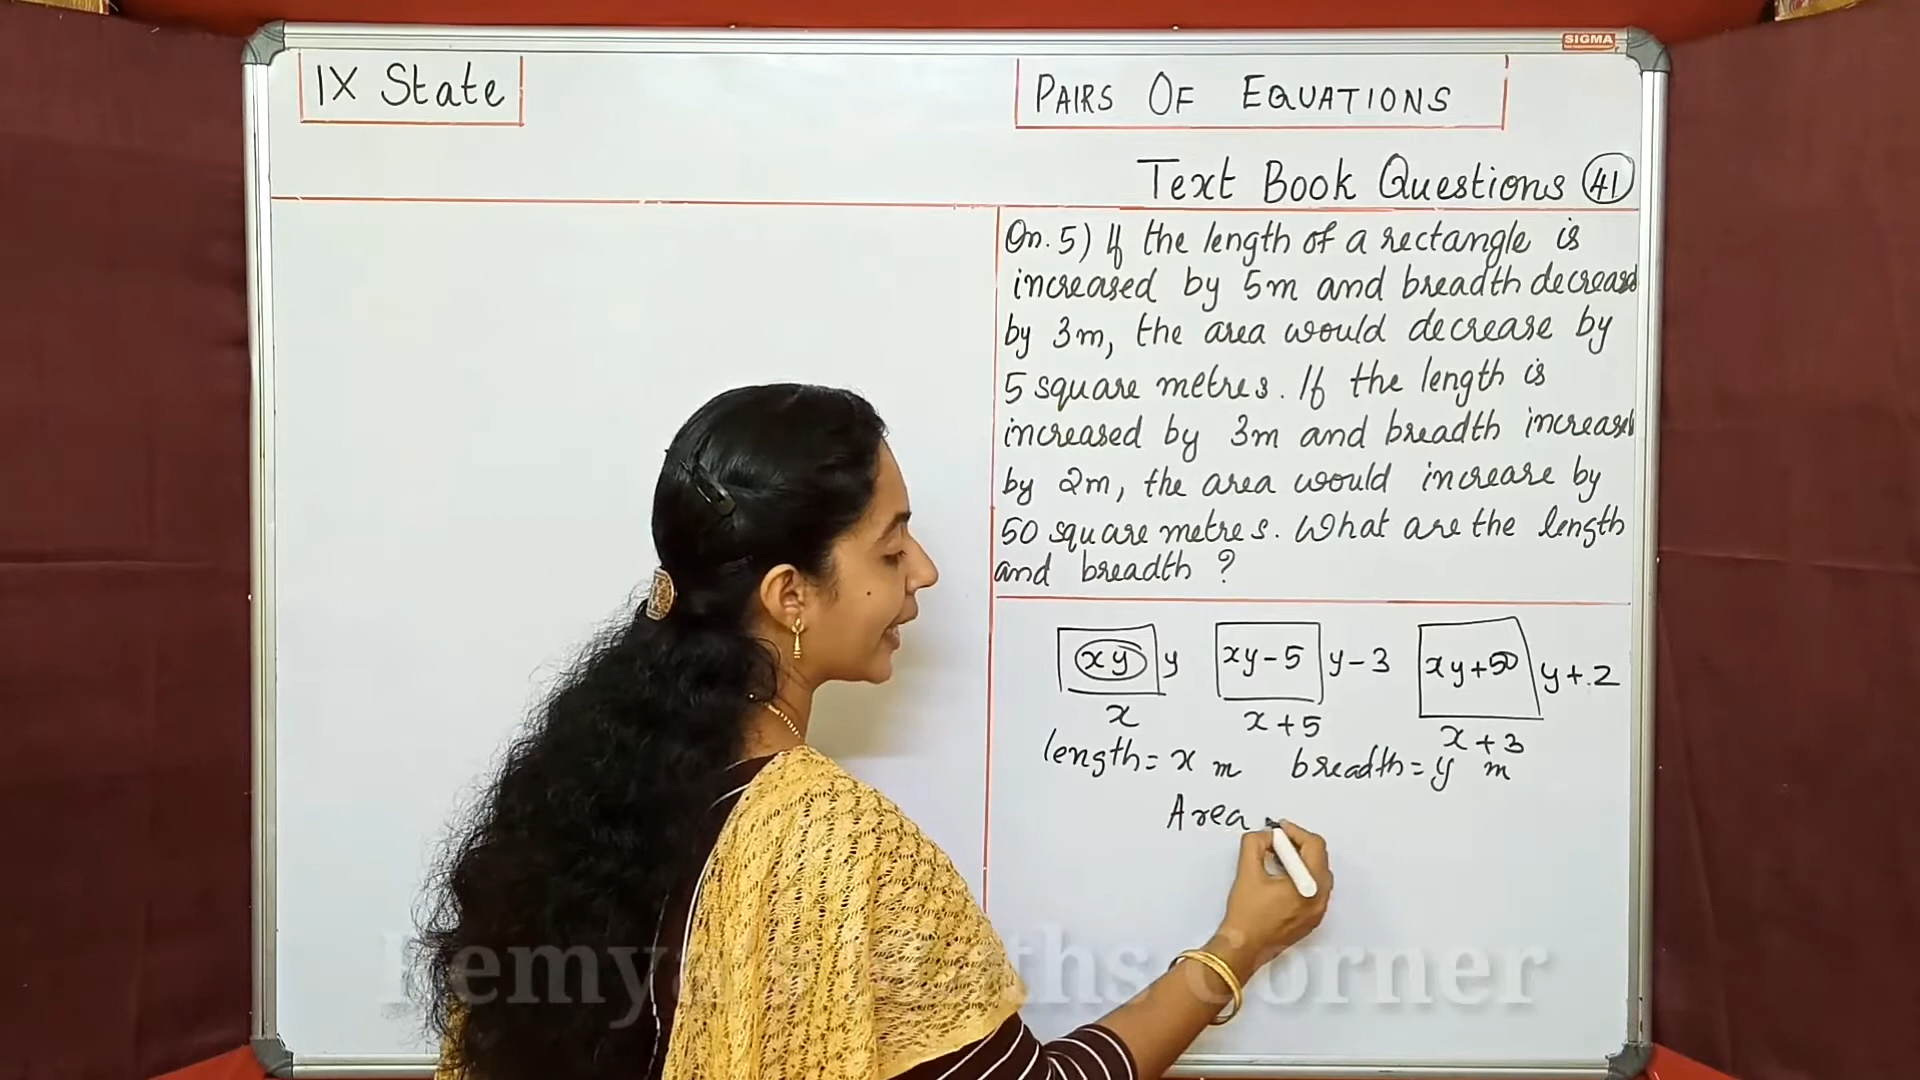 SIGMA
IX State
PAIRS OF EQUATIONS
Text Book Questions 41
Qn. 5) If the length of a rectangle is
increased by 5m and breadth decreased
by 3m, the area would decrease by
5 square metres. If the length is
increased by 3m and breadth increased
by 2m, the area would increase by
50 square metres. What are the length
and breadth ?
xy y xy-5 y-3 xy+50 y+2
x x+5 x+3
length = x m breadth = y m
Area
Maths Corner